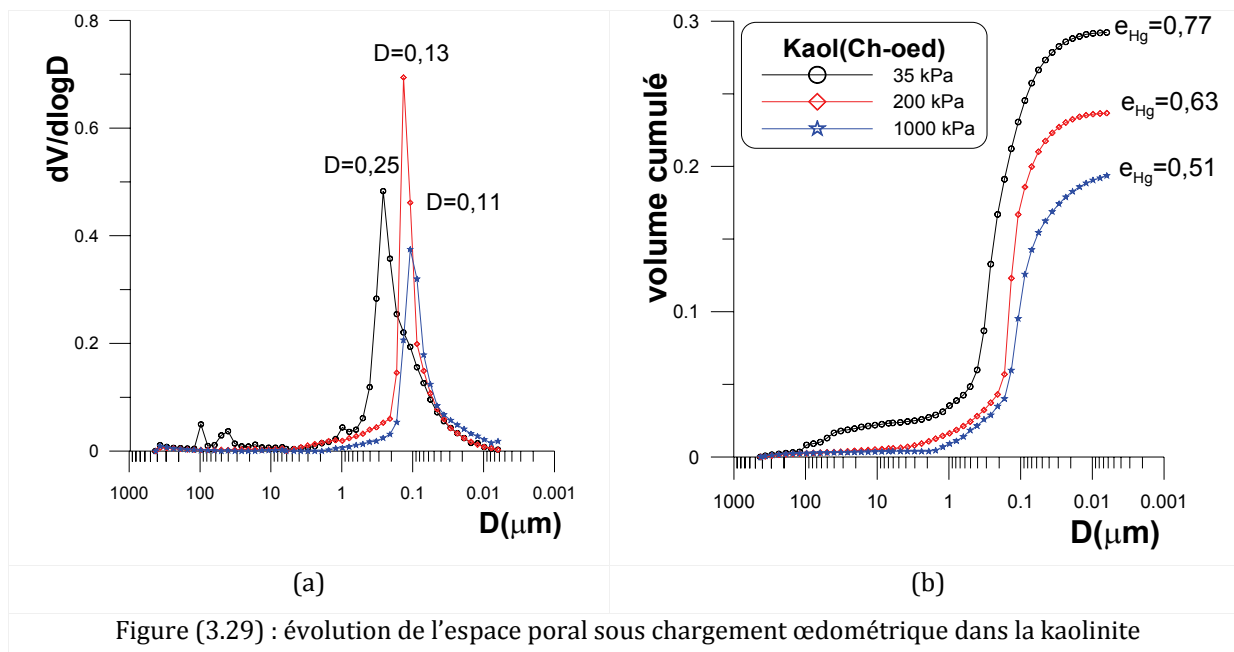 0.8
0.6
0.4
0.2
0
dV/dlogD
D=0,13
D=0,25
D=0,11
1000
100
10
1
0.1
0.01
0.001
D(μm)
(a)
0.3
0.2
0.1
0
volume cumulé
Kaol(Ch-oed)
35 kPa
200 kPa
1000 kPa
eHg=0,77
eHg=0,63
eHg=0,51
1000
100
10
1
0.1
0.01
0.001
D(μm)
(b)
Figure (3.29) : évolution de l’espace poral sous chargement œdométrique dans la kaolinite